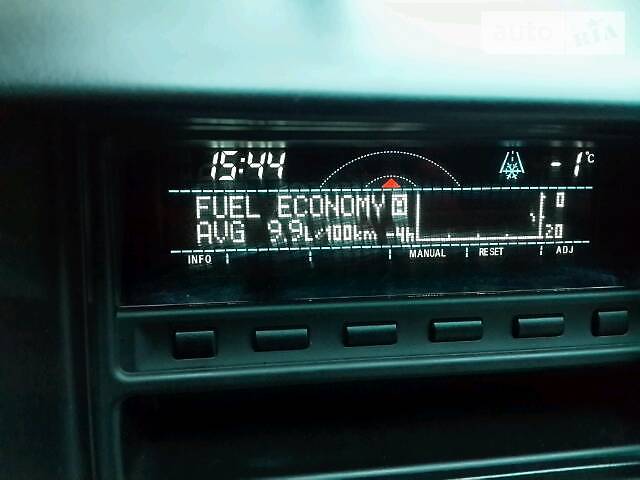 auto RIA
15:44 -1°C
FUEL ECONOMY 0
AVG 9.9L/100km -4h 20
INFO MANUAL RESET ADJ